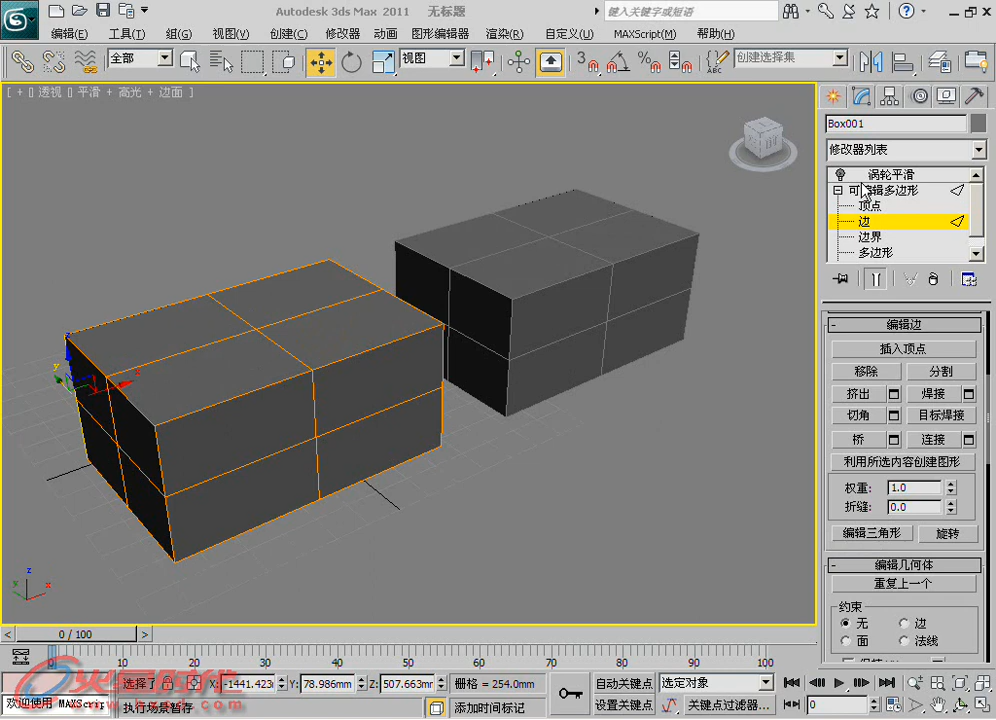 Autodesk 3ds Max 2011 无标题
键入关键字或短语
编辑(E) 工具(T) 组(G) 视图(V) 创建(C) 修改器 动画 图形编辑器 渲染(R) 自定义(U) MAXScript(M) 帮助(H)
全部
视图
3
%
ABC
创建选择集
[ + [] 透视 [] 平滑 + 高光 + 边面 ]
Box001
修改器列表
涡轮平滑
可编辑多边形
顶点
边
边界
多边形
- 编辑边
插入顶点
移除 分割
挤出 焊接
切角 目标焊接
桥 连接
利用所选内容创建图形
权重: 1.0
折缝: 0.0
编辑三角形 旋转
- 编辑几何体
重复上一个
约束
无 边
面 法线
z
x
y
< 0 / 100 >
0 10 20 30 40 50 60 70 80 90 100
选择了 X: -1441.423 Y: 78.986mm Z: 507.663mm 栅格 = 254.0mm
自动关键点 选定对象
欢迎使用 MAXScrip 执行场景暂存 添加时间标记
设置关键点 关键点过滤器... 0